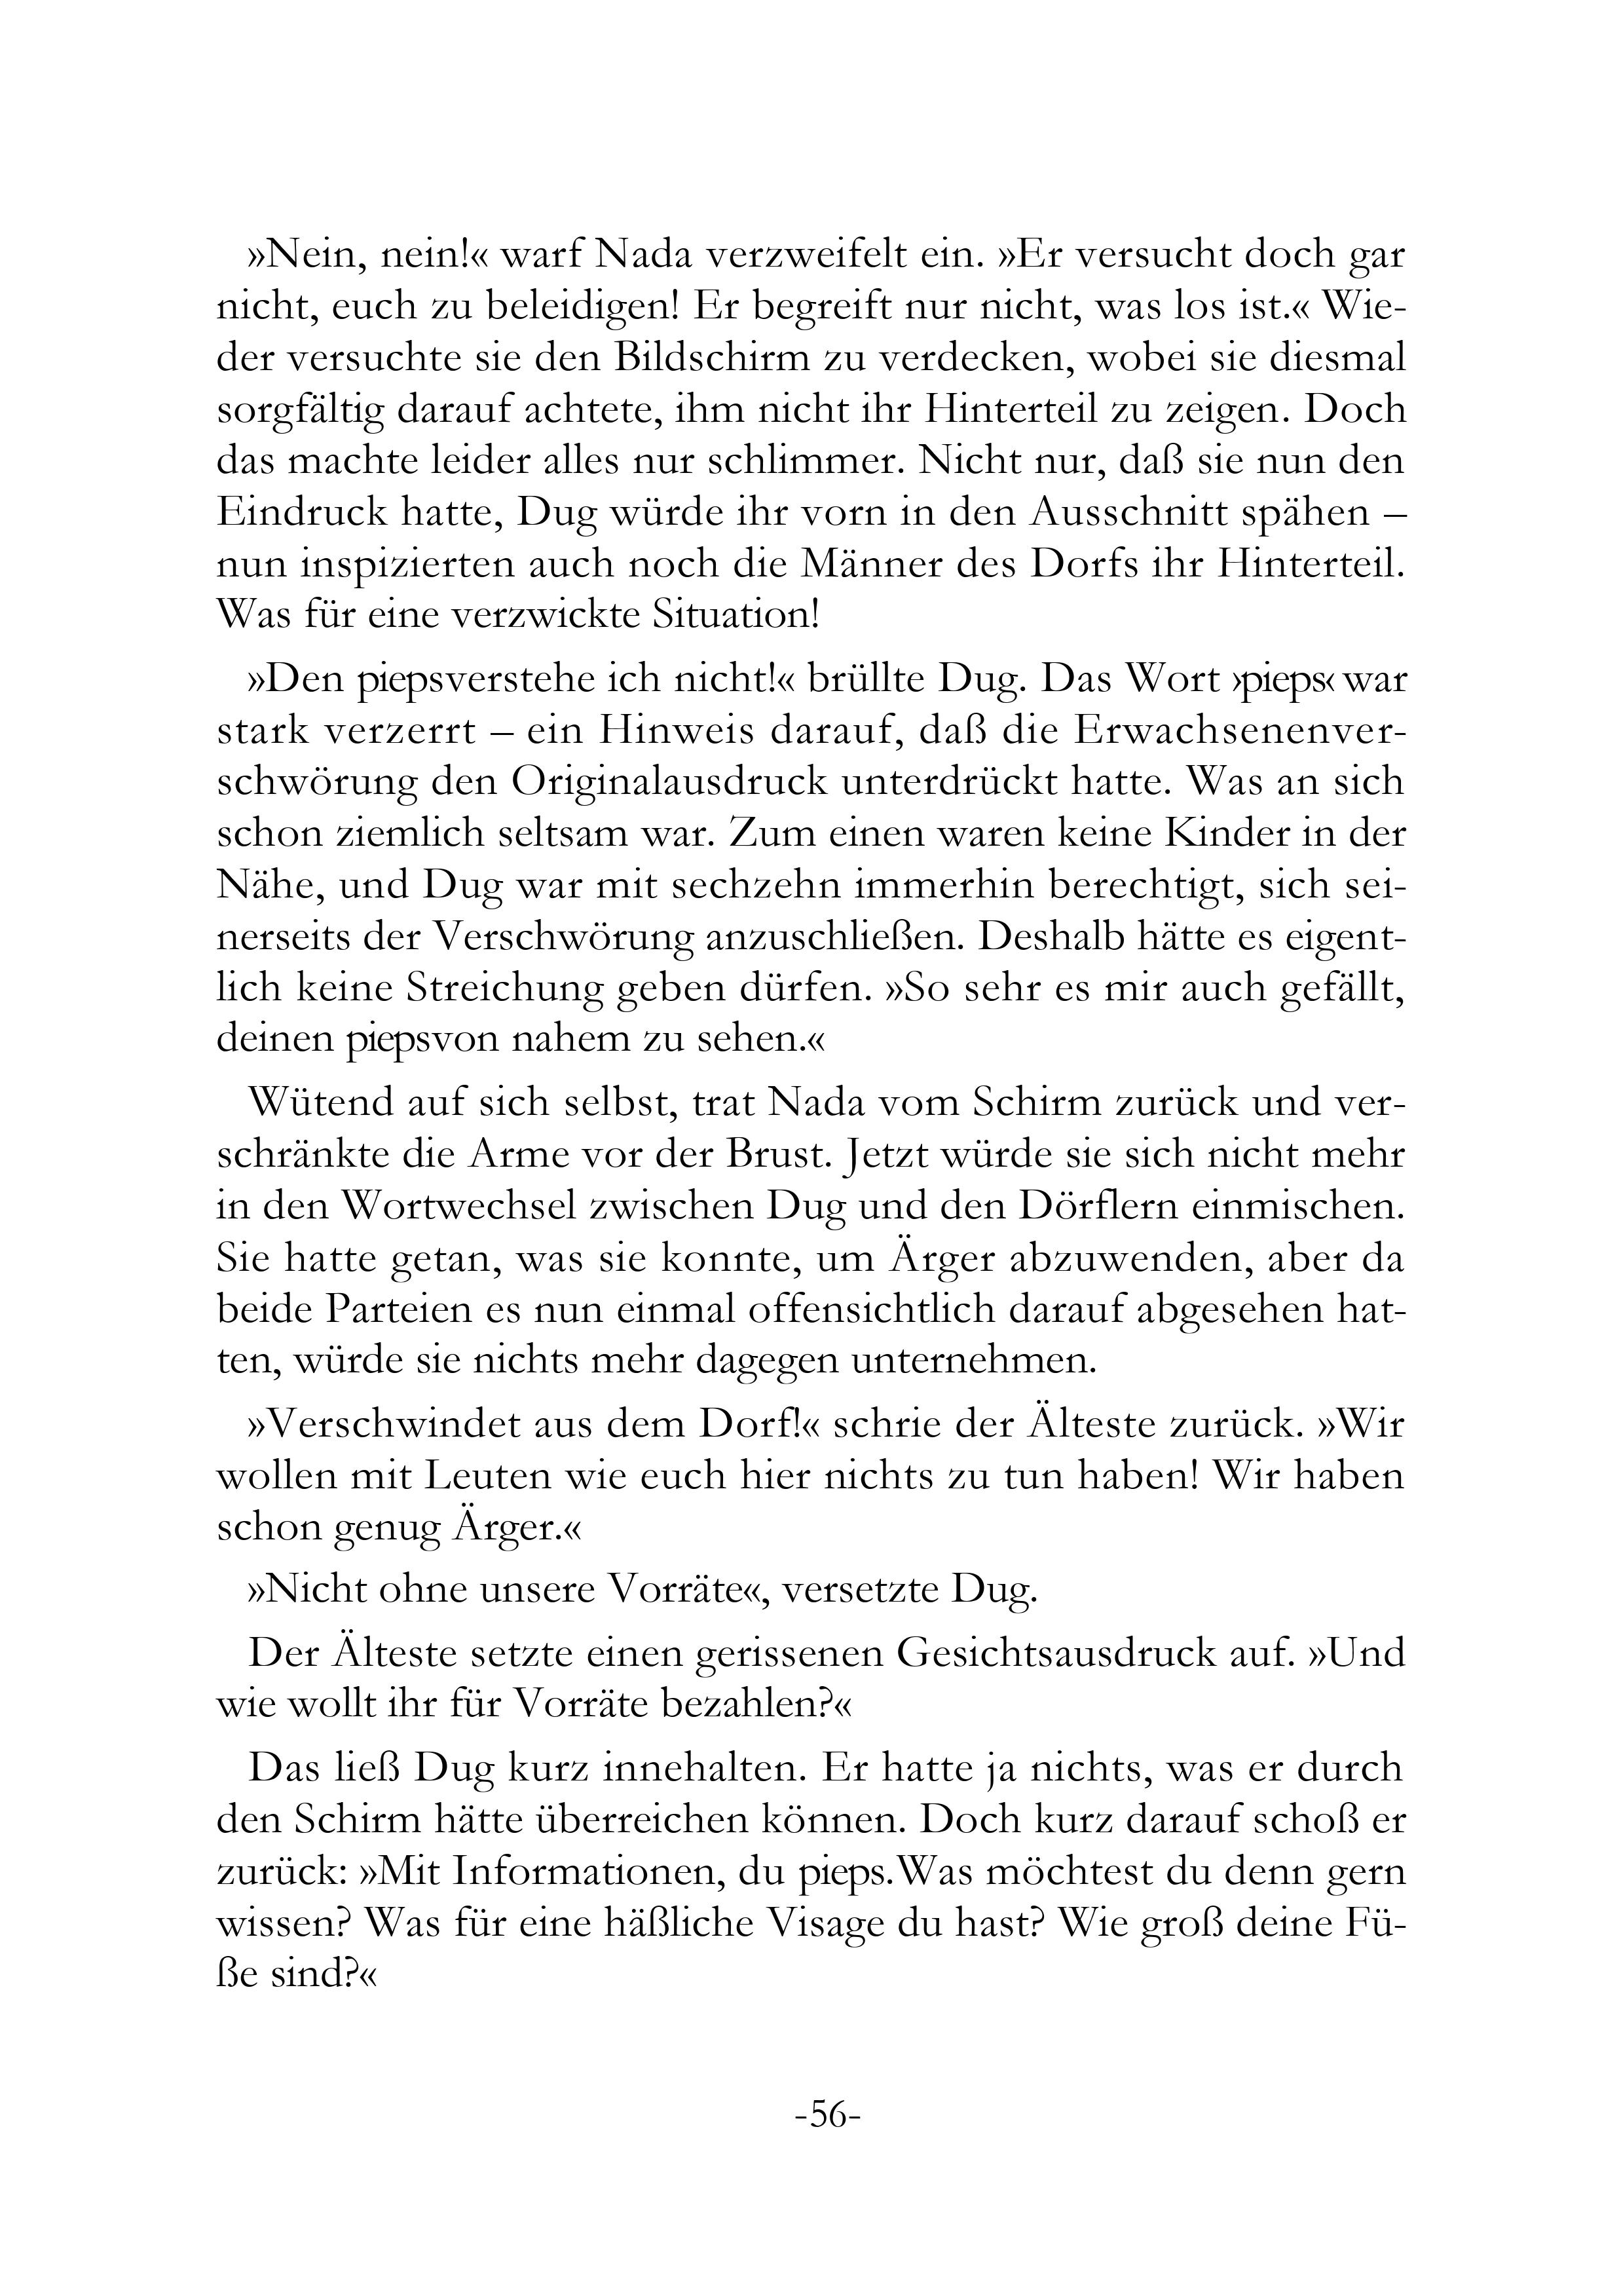 »Nein, nein!« warf Nada verzweifelt ein. »Er versucht doch gar
nicht, euch zu beleidigen! Er begreift nur nicht, was los ist.« Wie-
der versuchte sie den Bildschirm zu verdecken, wobei sie diesmal
sorgfältig darauf achtete, ihm nicht ihr Hinterteil zu zeigen. Doch
das machte leider alles nur schlimmer. Nicht nur, daß sie nun den
Eindruck hatte, Dug würde ihr vorn in den Ausschnitt spähen –
nun inspizierten auch noch die Männer des Dorfs ihr Hinterteil.
Was für eine verzwickte Situation!
»Den piepsverstehe ich nicht!« brüllte Dug. Das Wort ›pieps‹ war
stark verzerrt – ein Hinweis darauf, daß die Erwachsenenver-
schwörung den Originalausdruck unterdrückt hatte. Was an sich
schon ziemlich seltsam war. Zum einen waren keine Kinder in der
Nähe, und Dug war mit sechzehn immerhin berechtigt, sich sei-
nerseits der Verschwörung anzuschließen. Deshalb hätte es eigent-
lich keine Streichung geben dürfen. »So sehr es mir auch gefällt,
deinen piepsvon nahem zu sehen.«
Wütend auf sich selbst, trat Nada vom Schirm zurück und ver-
schränkte die Arme vor der Brust. Jetzt würde sie sich nicht mehr
in den Wortwechsel zwischen Dug und den Dörflern einmischen.
Sie hatte getan, was sie konnte, um Ärger abzuwenden, aber da
beide Parteien es nun einmal offensichtlich darauf abgesehen hat-
ten, würde sie nichts mehr dagegen unternehmen.
»Verschwindet aus dem Dorf!« schrie der Älteste zurück. »Wir
wollen mit Leuten wie euch hier nichts zu tun haben! Wir haben
schon genug Ärger.«
»Nicht ohne unsere Vorräte«, versetzte Dug.
Der Älteste setzte einen gerissenen Gesichtsausdruck auf. »Und
wie wollt ihr für Vorräte bezahlen?«
Das ließ Dug kurz innehalten. Er hatte ja nichts, was er durch
den Schirm hätte überreichen können. Doch kurz darauf schoß er
zurück: »Mit Informationen, du pieps.Was möchtest du denn gern
wissen? Was für eine häßliche Visage du hast? Wie groß deine Fü-
ße sind?«
-56-